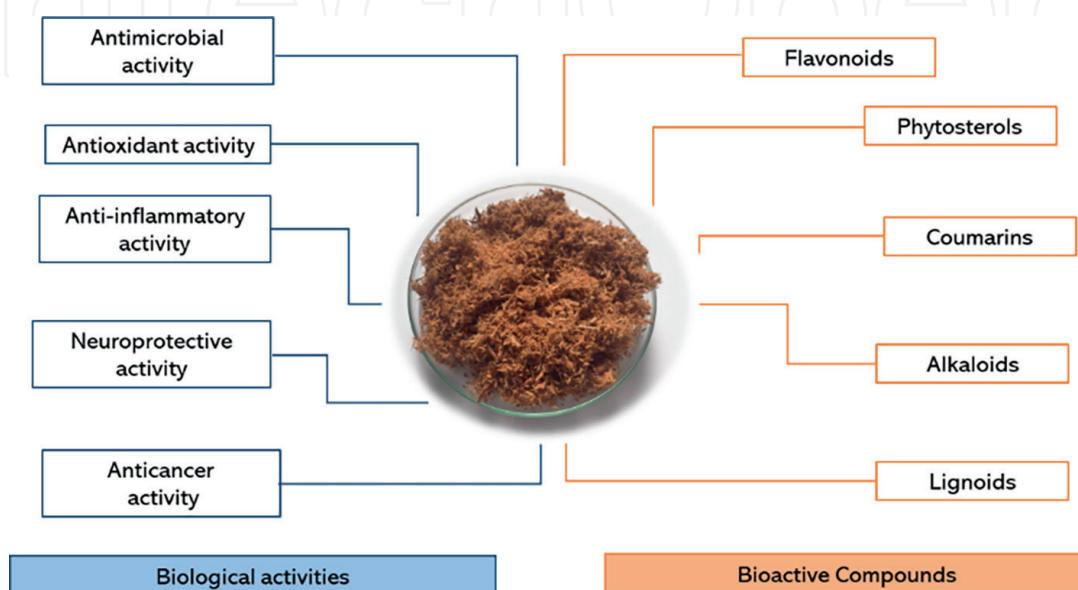 Antimicrobial
activity
Antioxidant activity
Anti-inflammatory
activity
Neuroprotective
activity
Anticancer
activity
Biological activities
Flavonoids
Phytosterols
Coumarins
Alkaloids
Lignoids
Bioactive Compounds